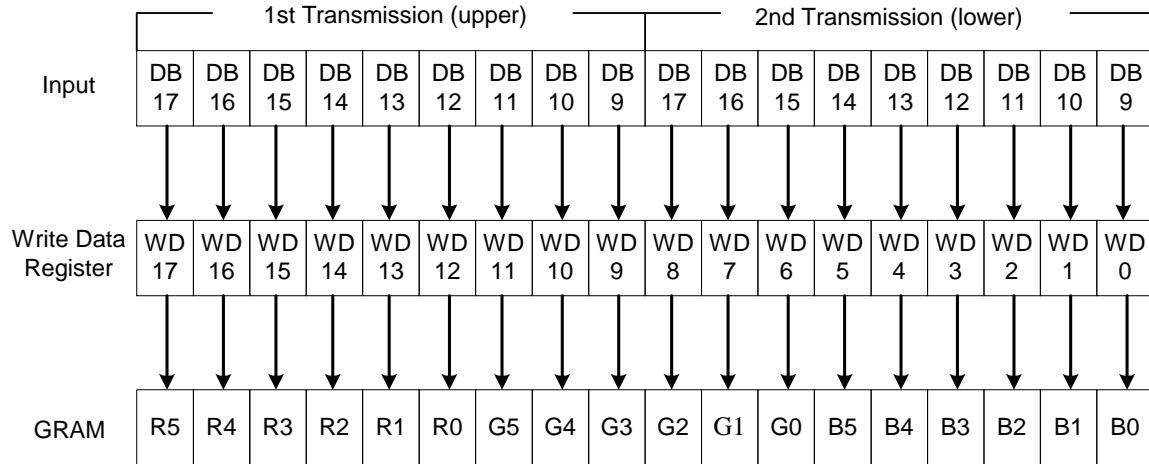 1st Transmission (upper) 2nd Transmission (lower)
Input DB DB DB DB DB DB DB DB DB DB DB DB DB DB DB DB DB DB
17 16 15 14 13 12 11 10 9 17 16 15 14 13 12 11 10 9
Write Data Register WD WD WD WD WD WD WD WD WD WD WD WD WD WD WD WD WD WD
17 16 15 14 13 12 11 10 9 8 7 6 5 4 3 2 1 0
GRAM R5 R4 R3 R2 R1 R0 G5 G4 G3 G2 G1 G0 B5 B4 B3 B2 B1 B0